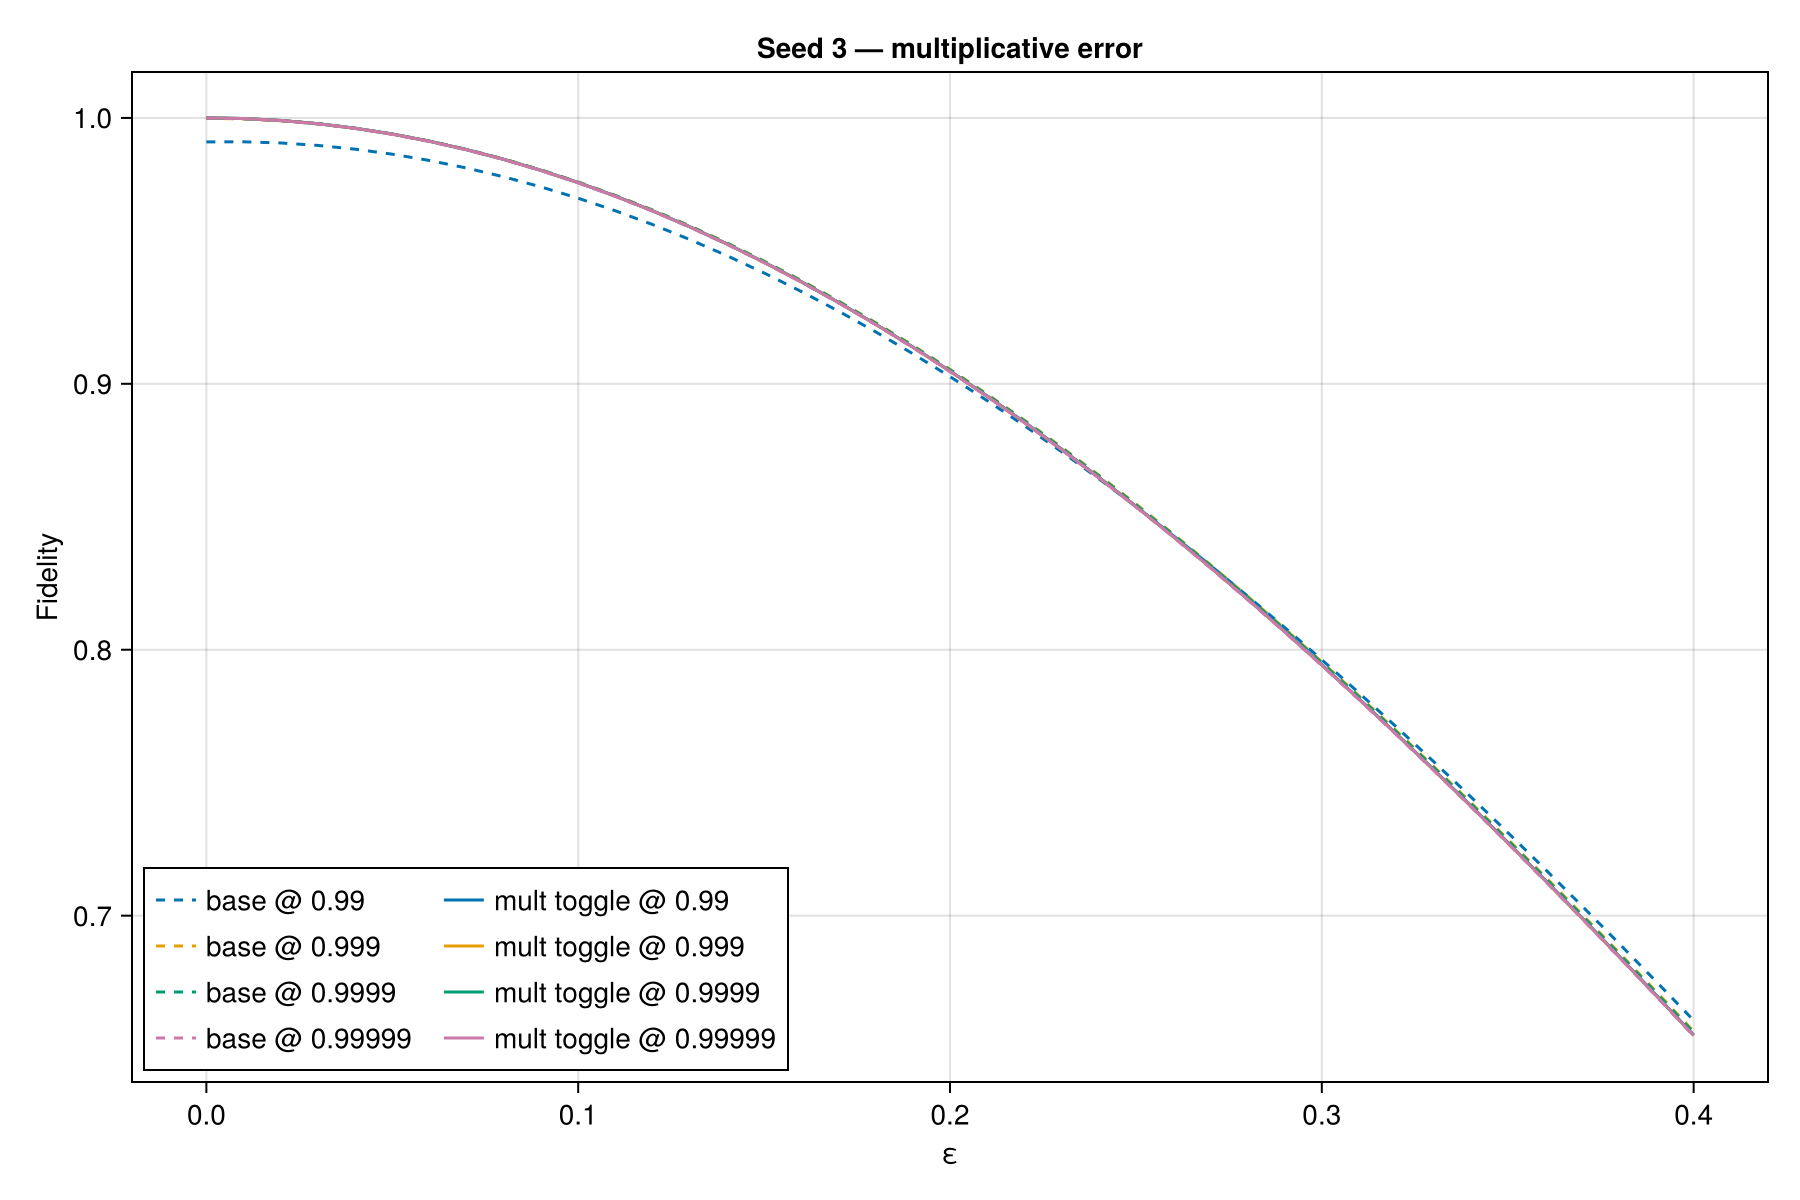 Seed 3 — multiplicative error
Fidelity
1.0
0.9
0.8
0.7
base @ 0.99
mult toggle @ 0.99
base @ 0.999
mult toggle @ 0.999
base @ 0.9999
mult toggle @ 0.9999
base @ 0.99999
mult toggle @ 0.99999
0.0 0.1 0.2 0.3 0.4
ε